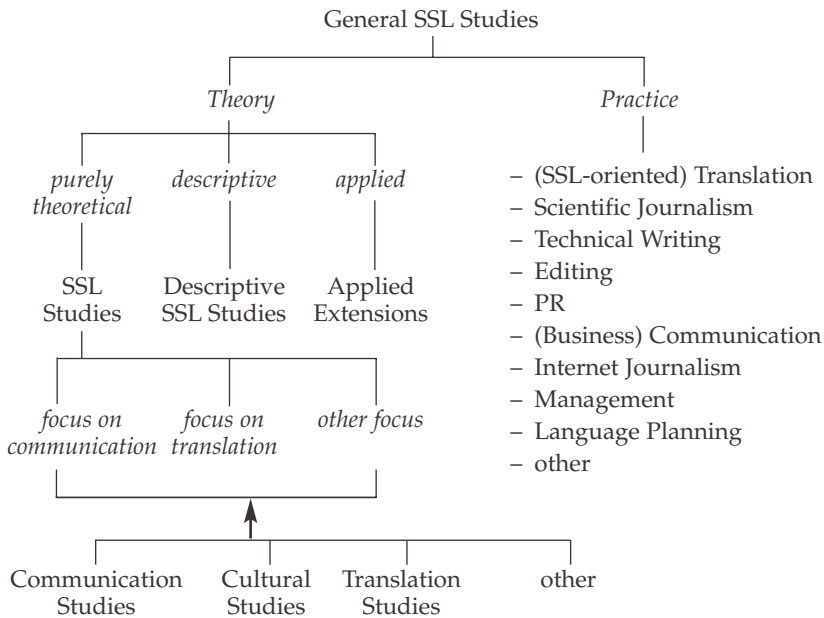 General SSL Studies
Theory
Practice
purely
theoretical
descriptive
applied
– (SSL-oriented) Translation
– Scientific Journalism
– Technical Writing
– Editing
– PR
– (Business) Communication
– Internet Journalism
– Management
– Language Planning
– other
SSL
Studies
Descriptive
SSL Studies
Applied
Extensions
focus on
communication
focus on
translation
other focus
Communication
Studies
Cultural
Studies
Translation
Studies
other